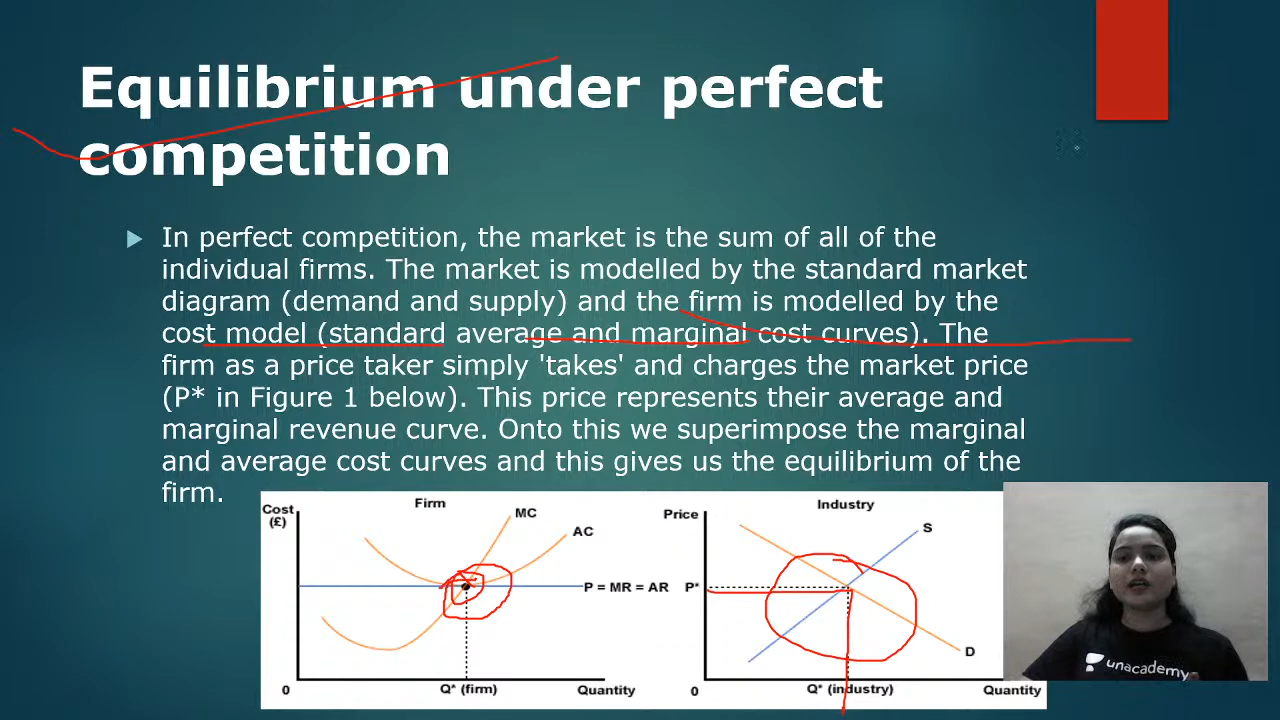 Equilibrium under perfect
competition
In perfect competition, the market is the sum of all of the
individual firms. The market is modelled by the standard market
diagram (demand and supply) and the firm is modelled by the
cost model (standard average and marginal cost curves). The
firm as a price taker simply 'takes' and charges the market price
(P* in Figure 1 below). This price represents their average and
marginal revenue curve. Onto this we superimpose the marginal
and average cost curves and this gives us the equilibrium of the
firm.
Cost
(£)
Firm
MC
AC
P = MR = AR
0
Q* (firm)
Quantity
Price
Industry
S
P*
D
0
Q* (industry)
Quantity
unacademy